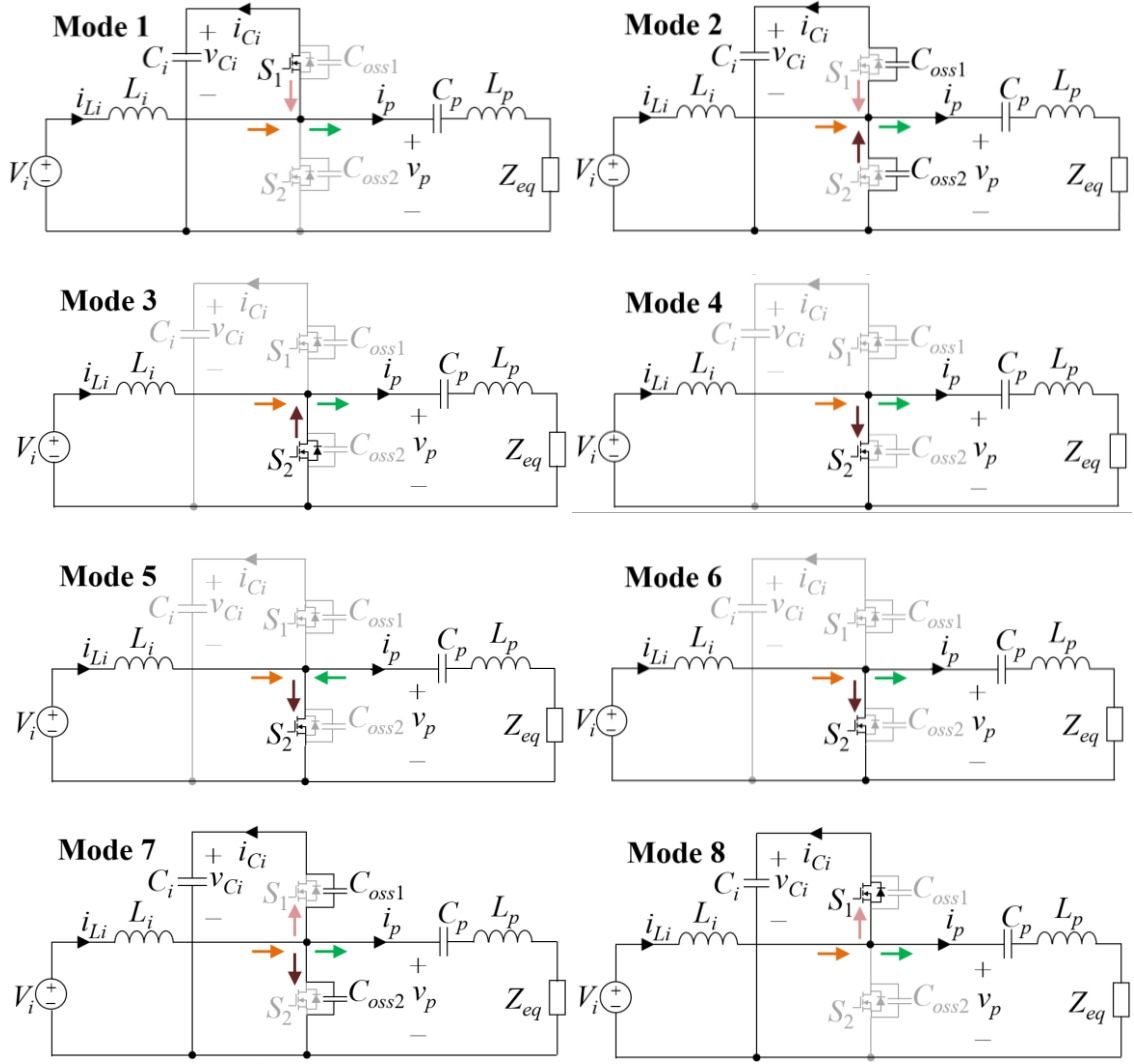 Mode 1
i_Ci
C_i + v_Ci −
S_1 C_oss1
i_Li L_i i_p C_p L_p
V_i + − S_2 C_oss2 + v_p − Z_eq
Mode 2
i_Ci
C_i + v_Ci −
S_1 C_oss1
i_Li L_i i_p C_p L_p
V_i + − S_2 C_oss2 + v_p − Z_eq
Mode 3
i_Ci
C_i + v_Ci −
S_1 C_oss1
i_Li L_i i_p C_p L_p
V_i + − S_2 C_oss2 + v_p − Z_eq
Mode 4
i_Ci
C_i + v_Ci −
S_1 C_oss1
i_Li L_i i_p C_p L_p
V_i + − S_2 C_oss2 + v_p − Z_eq
Mode 5
i_Ci
C_i + v_Ci −
S_1 C_oss1
i_Li L_i i_p C_p L_p
V_i + − S_2 C_oss2 + v_p − Z_eq
Mode 6
i_Ci
C_i + v_Ci −
S_1 C_oss1
i_Li L_i i_p C_p L_p
V_i + − S_2 C_oss2 + v_p − Z_eq
Mode 7
i_Ci
C_i + v_Ci −
S_1 C_oss1
i_Li L_i i_p C_p L_p
V_i + − S_2 C_oss2 + v_p − Z_eq
Mode 8
i_Ci
C_i + v_Ci −
S_1 C_oss1
i_Li L_i i_p C_p L_p
V_i + − S_2 C_oss2 + v_p − Z_eq